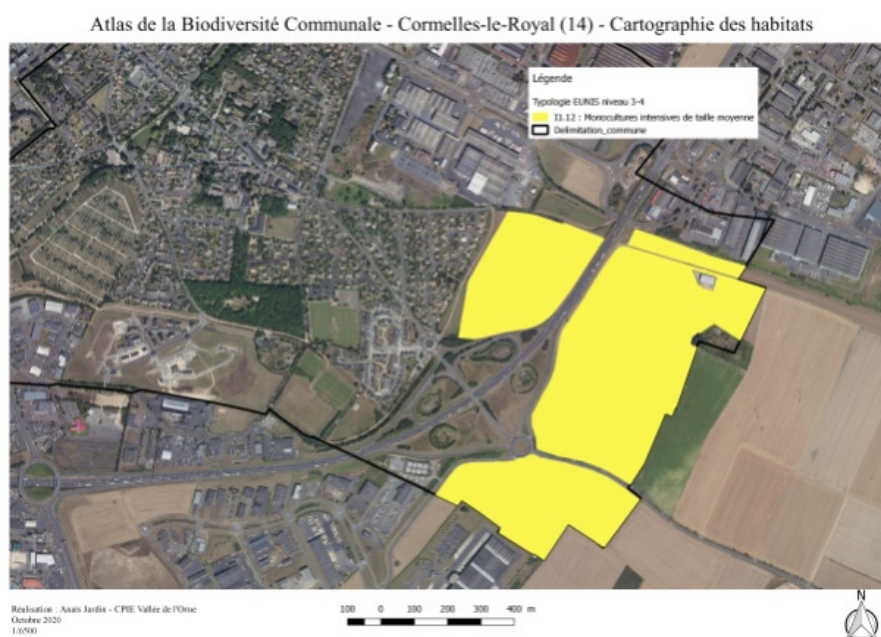 Atlas de la Biodiversité Communale - Cormelles-le-Royal (14) - Cartographie des habitats
Légende
Typologie EUNIS niveau 3-4
I1.12 : Monocultures intensives de taille moyenne
Delimitation_commune
Réalisation : Anaïs Jardin - CPIE Vallée de l'Orne
Octobre 2020
1/6500
100 0 100 200 300 400 m
N